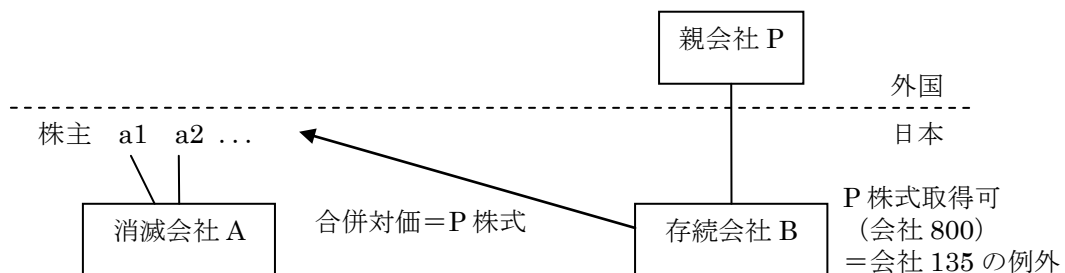 親会社 P
外国
株主 a1 a2 …
日本
消滅会社 A
合併対価＝P 株式
存続会社 B
P 株式取得可
（会社 800）
＝会社 135 の例外